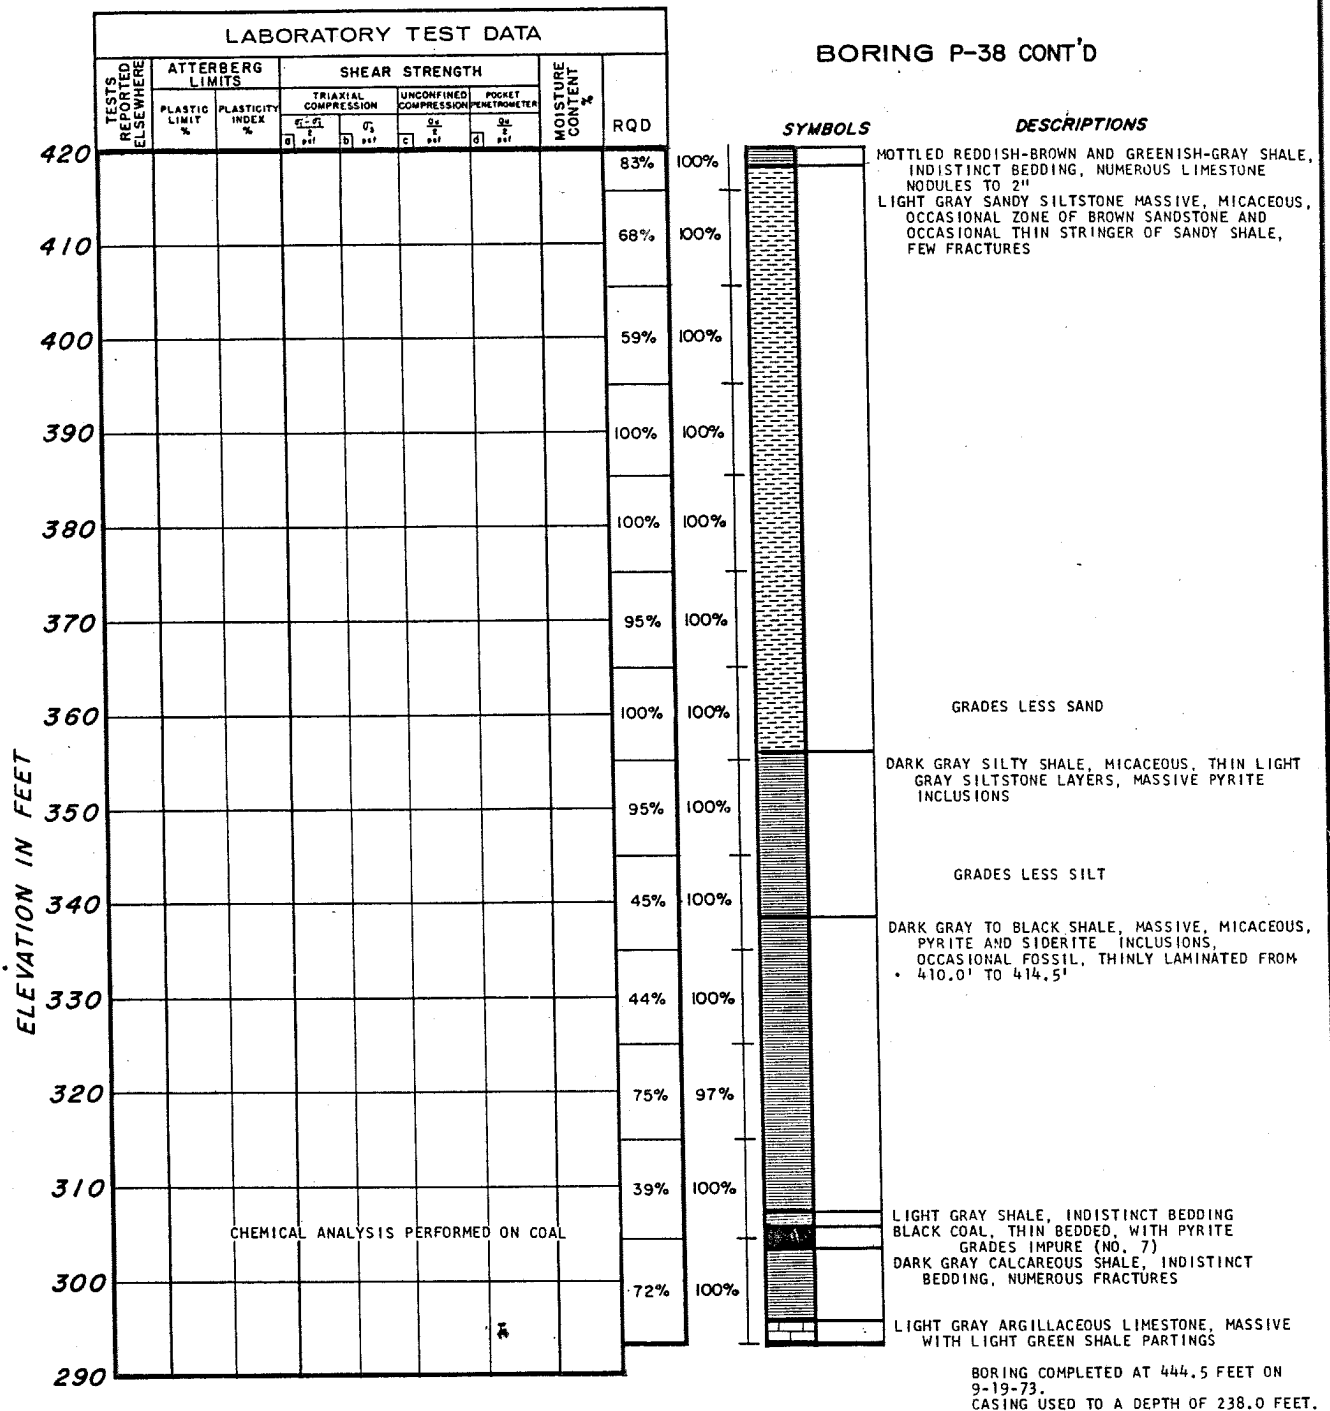 LABORATORY TEST DATA
BORING P-38 CONT'D
TESTS REPORTED ELSEWHERE
ATTERBERG LIMITS
SHEAR STRENGTH
MOISTURE CONTENT %
PLASTIC LIMIT %
PLASTICITY INDEX %
TRIAXIAL COMPRESSION
UNCONFINED COMPRESSION
POCKET PENETROMETER
a psf
b σ3 psf
c Qu 2 psf
d Qu 2 psf
RQD
SYMBOLS
DESCRIPTIONS
ELEVATION IN FEET
420
83% 100%
MOTTLED REDDISH-BROWN AND GREENISH-GRAY SHALE,
INDISTINCT BEDDING, NUMEROUS LIMESTONE
NODULES TO 2"
LIGHT GRAY SANDY SILTSTONE MASSIVE, MICACEOUS,
OCCASIONAL ZONE OF BROWN SANDSTONE AND
OCCASIONAL THIN STRINGER OF SANDY SHALE,
FEW FRACTURES
410
68% 100%
400
59% 100%
390
100% 100%
380
100% 100%
370
95% 100%
360
100% 100%
GRADES LESS SAND
DARK GRAY SILTY SHALE, MICACEOUS, THIN LIGHT
GRAY SILTSTONE LAYERS, MASSIVE PYRITE
INCLUSIONS
350
95% 100%
GRADES LESS SILT
340
45% 100%
DARK GRAY TO BLACK SHALE, MASSIVE, MICACEOUS,
PYRITE AND SIDERITE INCLUSIONS,
OCCASIONAL FOSSIL, THINLY LAMINATED FROM
410.0' TO 414.5'
330
44% 100%
320
75% 97%
310
39% 100%
LIGHT GRAY SHALE, INDISTINCT BEDDING
CHEMICAL ANALYSIS PERFORMED ON COAL
BLACK COAL, THIN BEDDED, WITH PYRITE
GRADES IMPURE (NO. 7)
DARK GRAY CALCAREOUS SHALE, INDISTINCT
BEDDING, NUMEROUS FRACTURES
300
72% 100%
LIGHT GRAY ARGILLACEOUS LIMESTONE, MASSIVE
WITH LIGHT GREEN SHALE PARTINGS
290
BORING COMPLETED AT 444.5 FEET ON
9-19-73.
CASING USED TO A DEPTH OF 238.0 FEET.